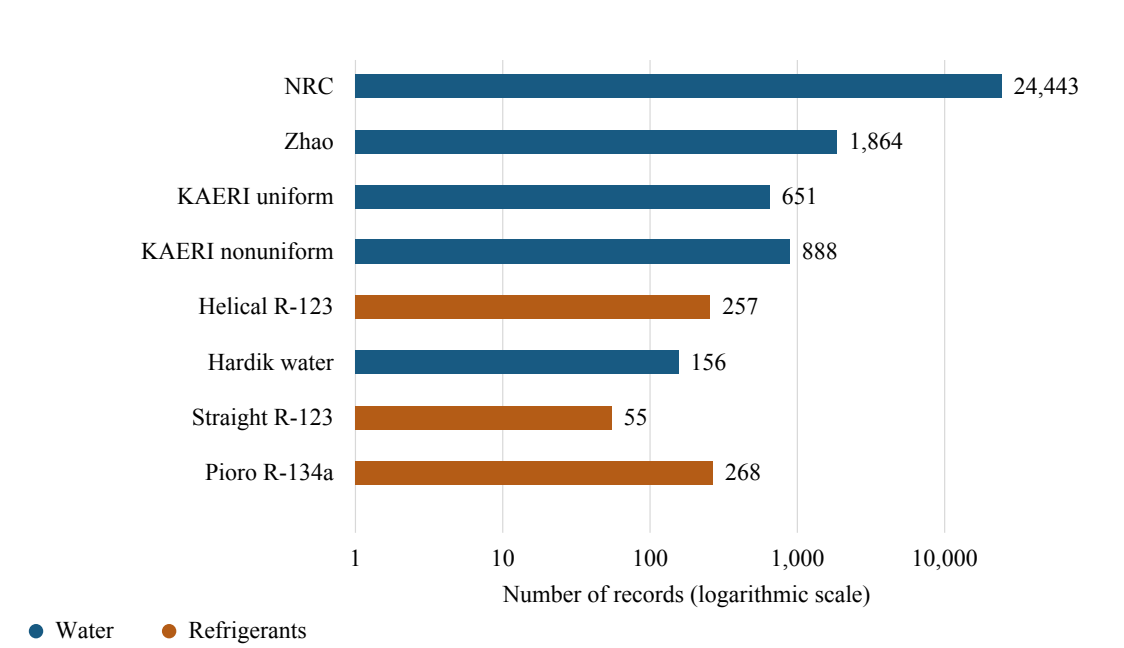 NRC 24,443
Zhao 1,864
KAERI uniform 651
KAERI nonuniform 888
Helical R-123 257
Hardik water 156
Straight R-123 55
Pioro R-134a 268
1 10 100 1,000 10,000
Number of records (logarithmic scale)
Water Refrigerants